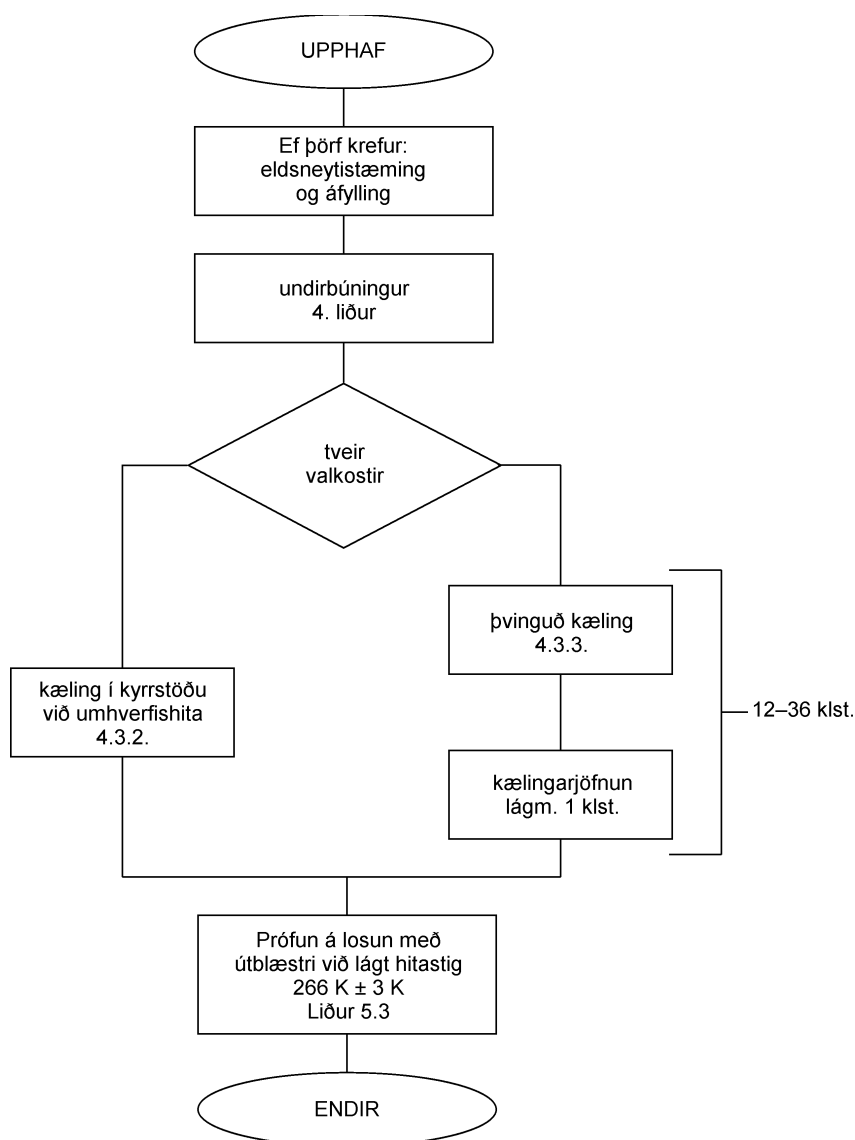 UPPHAF
Ef þörf krefur:
eldsneytistæming
og áfylling
undirbúningur
4. liður
tveir
valkostir
þvinguð kæling
4.3.3.
kæling í kyrrstöðu
við umhverfishita
4.3.2.
12–36 klst.
kælingarjöfnun
lágm. 1 klst.
Prófun á losun með
útblæstri við lágt hitastig
266 K ± 3 K
Liður 5.3
ENDIR